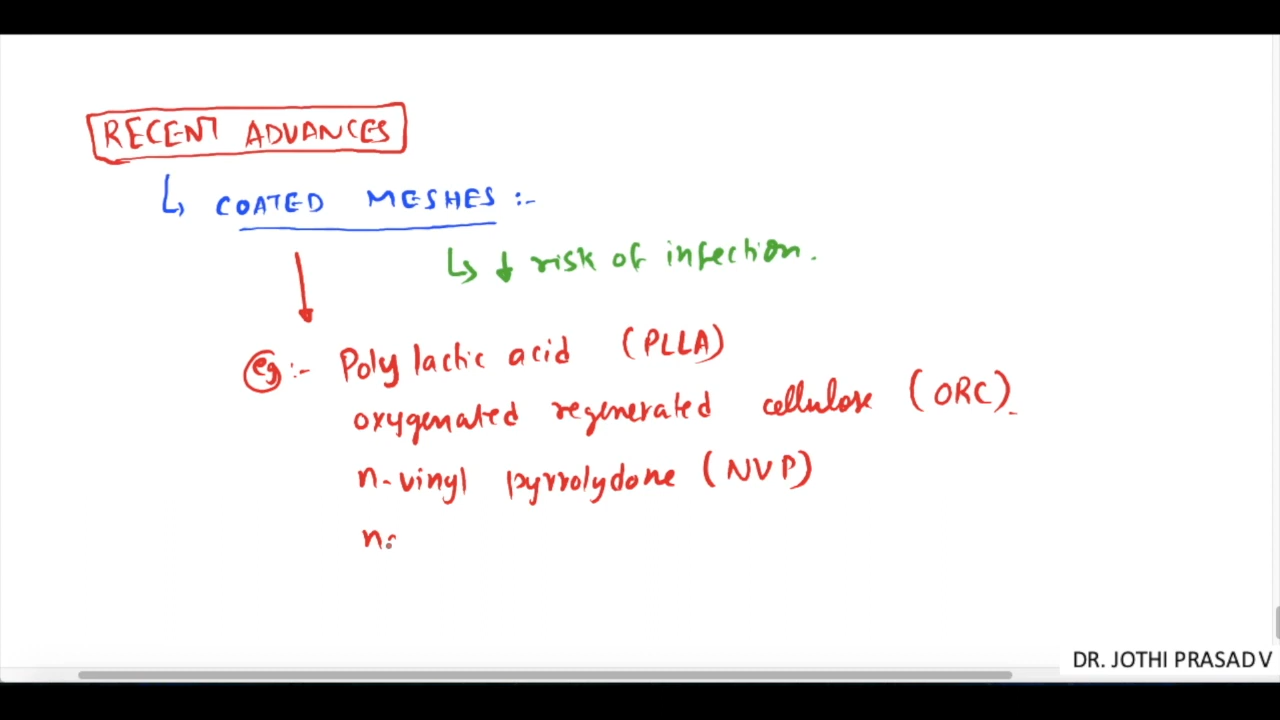 RECENT ADVANCES
↳ COATED MESHES :-
↳ ↓ risk of infection.
eg :- Poly lactic acid (PLLA)
oxygenated regenerated cellulose (ORC).
n-vinyl pyrrolydone (NVP)
n
DR. JOTHI PRASAD V